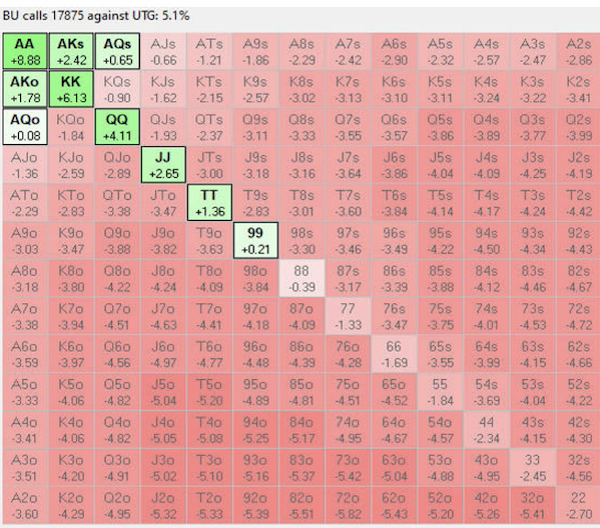 BU calls 17875 against UTG: 5.1%
AA AKs AQs AJs ATs A9s A8s A7s A6s A5s A4s A3s A2s
+8.88 +2.42 +0.65 -0.66 -1.21 -1.86 -2.29 -2.42 -2.90 -2.32 -2.57 -2.47 -2.86
AKo KK KQs KJs KTs K9s K8s K7s K6s K5s K4s K3s K2s
+1.78 +6.13 -0.90 -1.62 -2.15 -2.57 -3.02 -3.13 -3.10 -3.11 -3.24 -3.22 -3.41
AQo KQo QQ QJs QTs Q9s Q8s Q7s Q6s Q5s Q4s Q3s Q2s
+0.08 -1.84 +4.11 -1.93 -2.37 -3.11 -3.33 -3.55 -3.57 -3.86 -3.89 -3.77 -3.99
AJo KJo QJo JJ JTs J9s J8s J7s J6s J5s J4s J3s J2s
-1.36 -2.59 -2.89 +2.65 -3.00 -3.18 -3.16 -3.64 -3.86 -4.04 -4.09 -4.25 -4.19
ATo KTo QTo JTo TT T9s T8s T7s T6s T5s T4s T3s T2s
-2.29 -2.83 -3.38 -3.47 +1.36 -2.83 -3.01 -3.60 -3.84 -4.14 -4.17 -4.24 -4.42
A9o K9o Q9o J9o T9o 99 98s 97s 96s 95s 94s 93s 92s
-3.03 -3.47 -3.88 -3.82 -3.63 +0.21 -3.30 -3.46 -3.49 -4.22 -4.50 -4.34 -4.43
A8o K8o Q8o J8o T8o 98o 88 87s 86s 85s 84s 83s 82s
-3.18 -3.80 -4.22 -4.24 -4.09 -3.84 -0.39 -3.17 -3.39 -3.88 -4.12 -4.46 -4.67
A7o K7o Q7o J7o T7o 97o 87o 77 76s 75s 74s 73s 72s
-3.38 -3.94 -4.51 -4.63 -4.41 -4.18 -4.09 -1.33 -3.47 -3.75 -4.01 -4.53 -4.72
A6o K6o Q6o J6o T6o 96o 86o 76o 66 65s 64s 63s 62s
-3.59 -3.97 -4.56 -4.97 -4.77 -4.48 -4.39 -4.28 -1.69 -3.55 -3.99 -4.15 -4.66
A5o K5o Q5o J5o T5o 95o 85o 75o 65o 55 54s 53s 52s
-3.33 -4.06 -4.82 -5.04 -5.20 -4.89 -4.81 -4.51 -4.52 -1.84 -3.69 -4.04 -4.22
A4o K4o Q4o J4o T4o 94o 84o 74o 64o 54o 44 43s 42s
-3.41 -4.06 -4.82 -5.05 -5.08 -5.25 -5.17 -4.95 -4.67 -4.57 -2.34 -4.15 -4.30
A3o K3o Q3o J3o T3o 93o 83o 73o 63o 53o 43o 33 32s
-3.51 -4.20 -4.91 -5.02 -5.10 -5.16 -5.37 -5.42 -5.04 -4.88 -4.95 -2.45 -4.56
A2o K2o Q2o J2o T2o 92o 82o 72o 62o 52o 42o 32o 22
-3.60 -4.29 -4.95 -5.32 -5.33 -5.39 -5.51 -5.82 -5.43 -5.20 -5.26 -5.41 -2.70